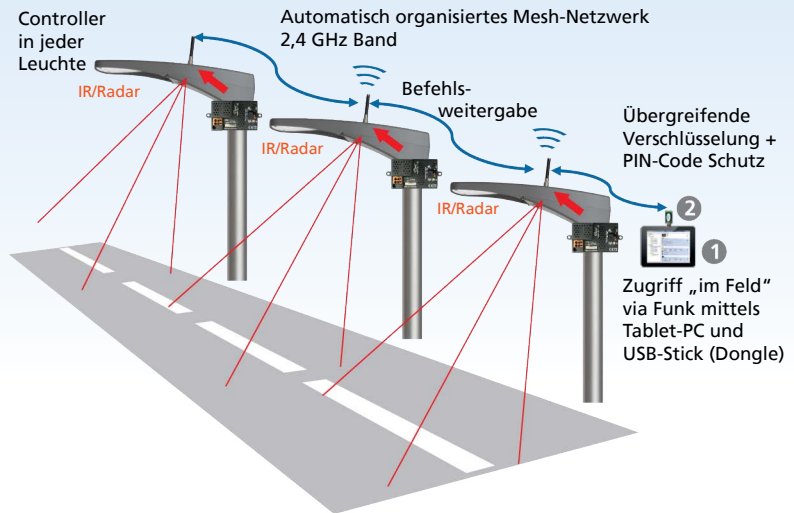 Controller
in jeder
Leuchte
Automatisch organisiertes Mesh-Netzwerk
2,4 GHz Band
IR/Radar
Befehls-
weitergabe
IR/Radar
Übergreifende
Verschlüsselung +
PIN-Code Schutz
IR/Radar
2
1
Zugriff „im Feld“
via Funk mittels
Tablet-PC und
USB-Stick (Dongle)